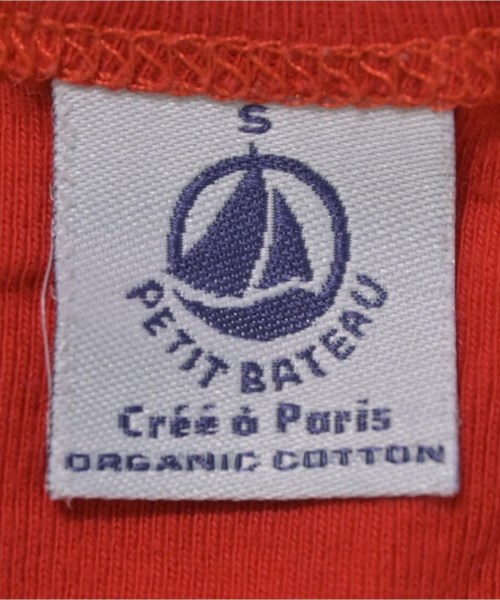 S
PETIT BATEAU
Créé à Paris
ORGANIC COTTON